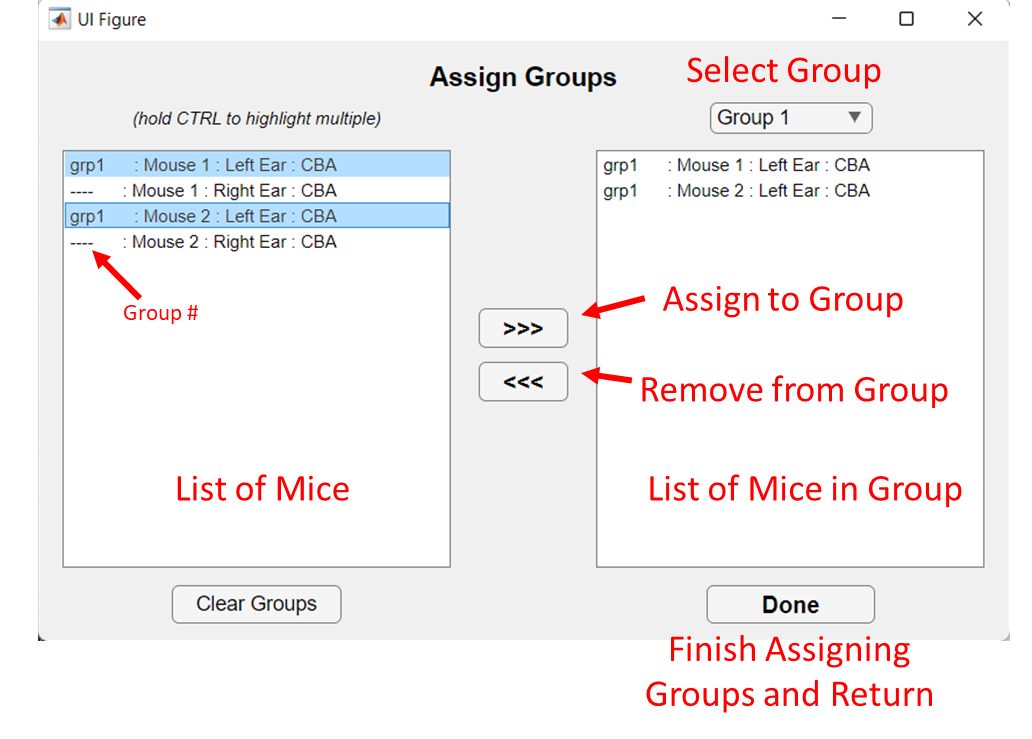 UI Figure
Assign Groups
Select Group
(hold CTRL to highlight multiple)
Group 1
grp1 : Mouse 1 : Left Ear : CBA
---- : Mouse 1 : Right Ear : CBA
grp1 : Mouse 2 : Left Ear : CBA
---- : Mouse 2 : Right Ear : CBA
Group #
List of Mice
Clear Groups
>>>
Assign to Group
<<<
Remove from Group
grp1 : Mouse 1 : Left Ear : CBA
grp1 : Mouse 2 : Left Ear : CBA
List of Mice in Group
Done
Finish Assigning
Groups and Return